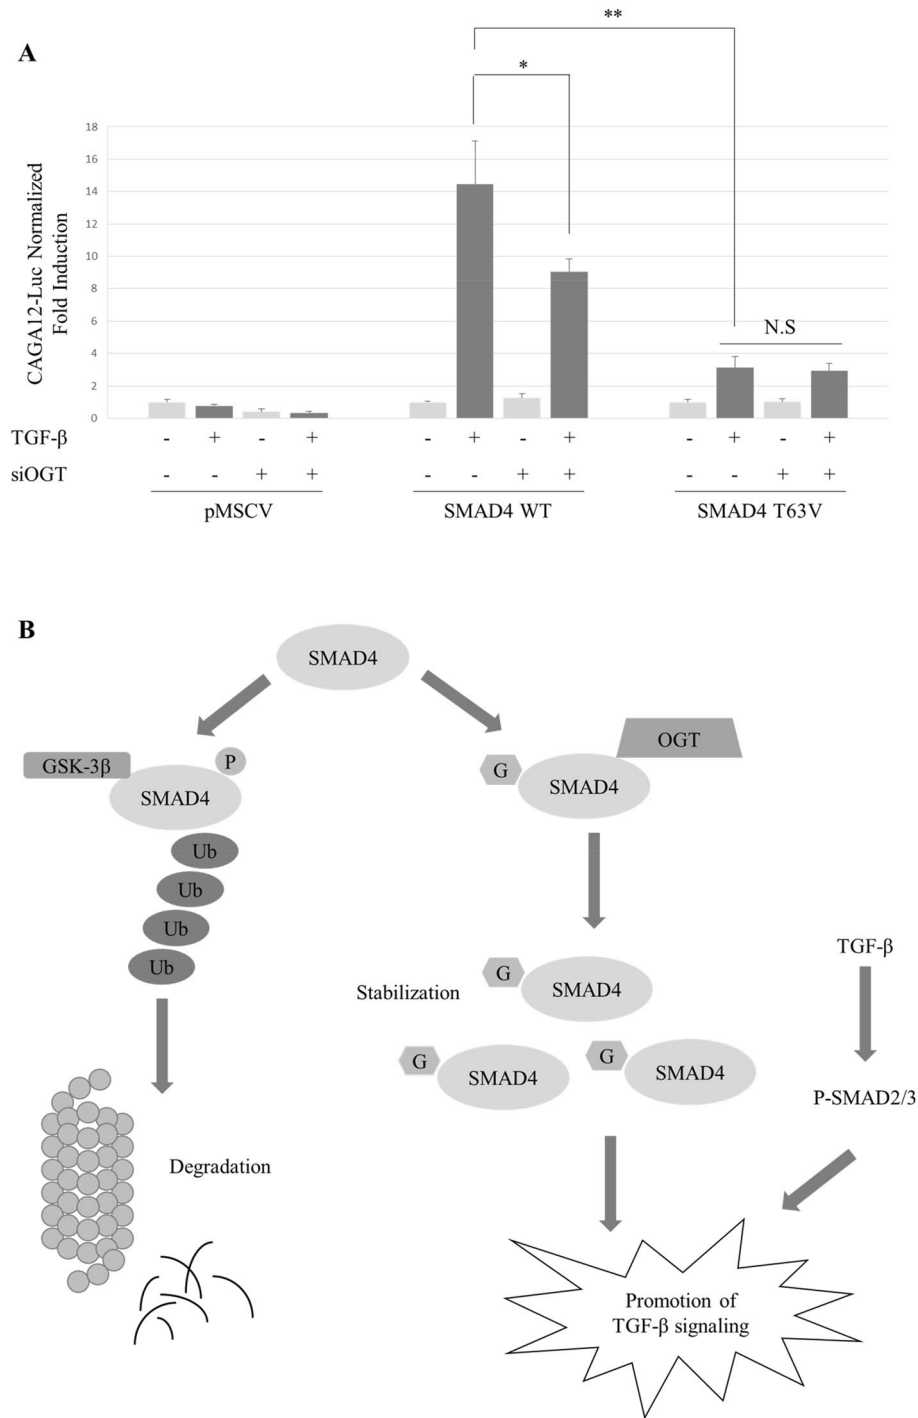 A
**
*
CAGA12-Luc Normalized
Fold Induction
18
16
14
12
10
8
6
4
2
0
N.S
TGF-β - + - + - + - + - + - +
siOGT - - + + - - + + - - + +
pMSCV SMAD4 WT SMAD4 T63V
B
SMAD4
GSK-3β
P
SMAD4
Ub
Ub
Ub
Ub
Degradation
OGT
G
SMAD4
Stabilization
G
SMAD4
G
SMAD4
G
SMAD4
TGF-β
P-SMAD2/3
Promotion of
TGF-β signaling